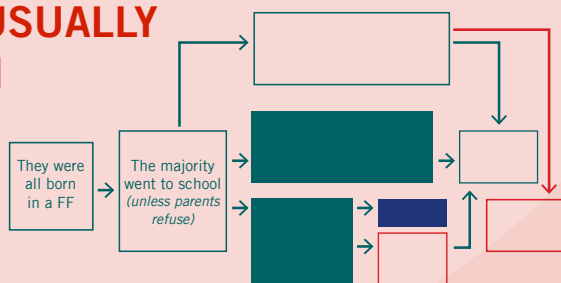 USUALLY
They were
all born
in a FF
The majority
went to school
(unless parents
refuse)